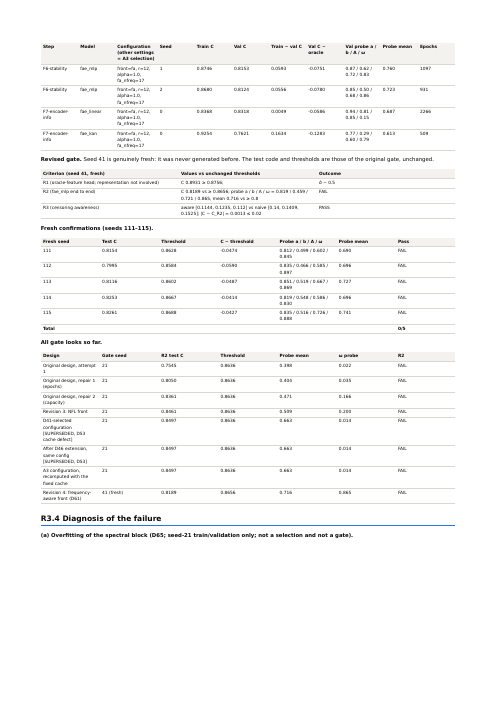 Step Model Configuration (other settings = A3 selection) Seed Train C Val C Train − val C Val C − oracle Val probe a / b / A / ω Probe mean Epochs
F6-stability fae_mlp front=fa, r=12, alpha=1.0, fa_nfreq=17 1 0.8746 0.8153 0.0593 -0.0751 0.87 / 0.62 / 0.72 / 0.83 0.760 1097
F6-stability fae_mlp front=fa, r=12, alpha=1.0, fa_nfreq=17 2 0.8680 0.8124 0.0556 -0.0780 0.85 / 0.50 / 0.68 / 0.86 0.723 931
F7-encoder-info fae_linear front=fa, r=12, alpha=1.0, fa_nfreq=17 0 0.8368 0.8318 0.0049 -0.0586 0.94 / 0.81 / 0.85 / 0.15 0.687 2266
F7-encoder-info fae_kan front=fa, r=12, alpha=1.0, fa_nfreq=17 0 0.9254 0.7621 0.1634 -0.1283 0.77 / 0.29 / 0.60 / 0.79 0.613 509
Revised gate. Seed 41 is genuinely fresh: it was never generated before. The test code and thresholds are those of the original gate, unchanged.
Criterion (seed 41, fresh) Values vs unchanged thresholds Outcome
R1 (oracle feature head; representation not involved) C 0.8931 ≥ 0.8756; d − 0.5
R2 (fae_mlp end to end) C 0.8189 vs ≥ 0.8656; probe a / b / A / ω = 0.819 / 0.459 / 0.721 / 0.865, mean 0.716 vs ≥ 0.8 FAIL
R3 (censoring awareness) aware [0.1144, 0.1235, 0.112] vs naive [0.14, 0.1409, 0.1525]; |C − C_R2| = 0.0013 ≤ 0.02 PASS
Fresh confirmations (seeds 111–115).
Fresh seed Test C Threshold C − threshold Probe a / b / A / ω Probe mean Pass
111 0.8154 0.8628 -0.0474 0.813 / 0.499 / 0.602 / 0.845 0.690 FAIL
112 0.7995 0.8584 -0.0590 0.835 / 0.466 / 0.585 / 0.897 0.696 FAIL
113 0.8116 0.8602 -0.0487 0.851 / 0.519 / 0.667 / 0.869 0.727 FAIL
114 0.8253 0.8667 -0.0414 0.819 / 0.548 / 0.586 / 0.830 0.696 FAIL
115 0.8261 0.8688 -0.0427 0.835 / 0.516 / 0.726 / 0.888 0.741 FAIL
Total 0/5
All gate looks so far.
Design Gate seed R2 test C Threshold Probe mean ω probe R2
Original design, attempt 1 21 0.7545 0.8636 0.398 0.022 FAIL
Original design, repair 1 (epochs) 21 0.8050 0.8636 0.404 0.035 FAIL
Original design, repair 2 (capacity) 21 0.8361 0.8636 0.471 0.166 FAIL
Revision 3: NFL front 21 0.8461 0.8636 0.509 0.200 FAIL
D41-selected configuration [SUPERSEDED, D53 cache defect] 21 0.8497 0.8636 0.663 0.014 FAIL
After D46 extension, same config [SUPERSEDED, D53] 21 0.8497 0.8636 0.663 0.014 FAIL
A3 configuration, recomputed with the fixed cache 21 0.8497 0.8636 0.663 0.014 FAIL
Revision 4: frequency-aware front (D61) 41 (fresh) 0.8189 0.8656 0.716 0.865 FAIL
R3.4 Diagnosis of the failure
(a) Overfitting of the spectral block (D65; seed-21 train/validation only; not a selection and not a gate).